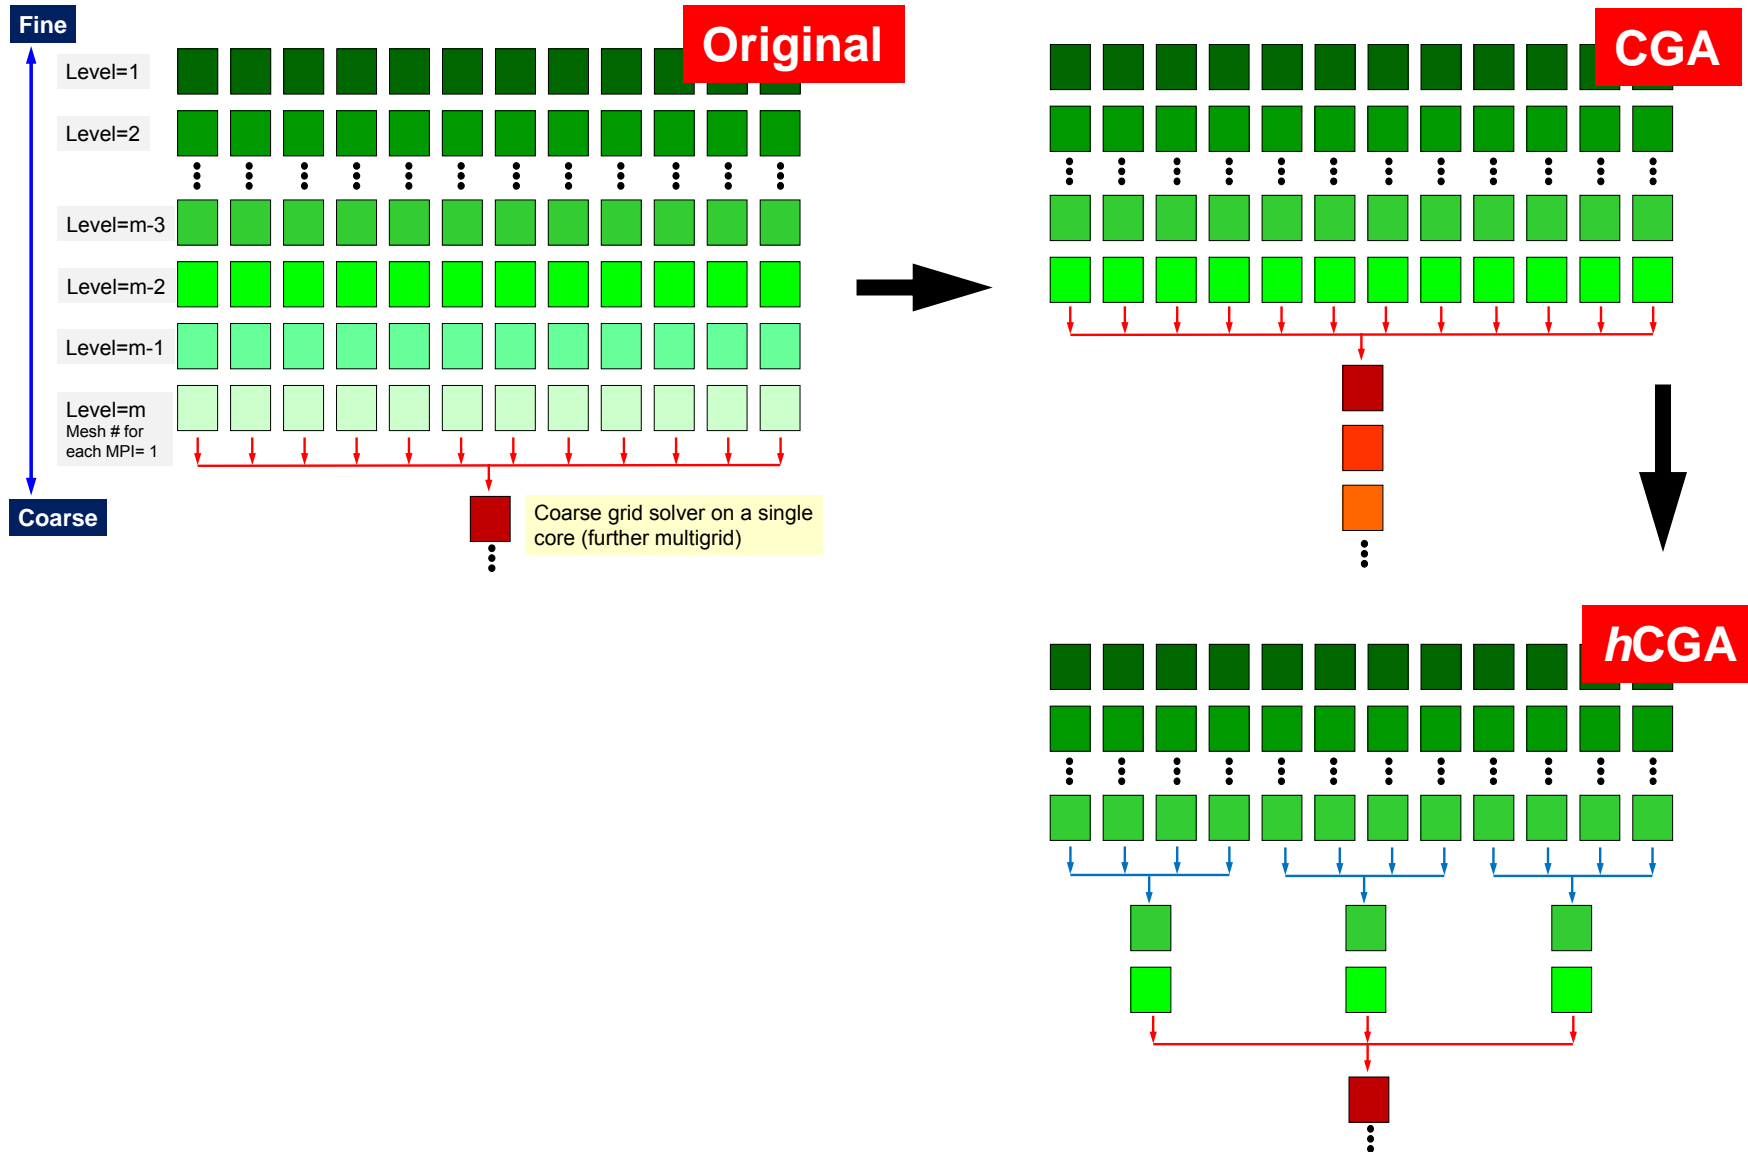 Fine
Original
CGA
Level=1
Level=2
Level=m-3
Level=m-2
Level=m-1
Level=m
Mesh # for
each MPI= 1
Coarse
Coarse grid solver on a single
core (further multigrid)
hCGA